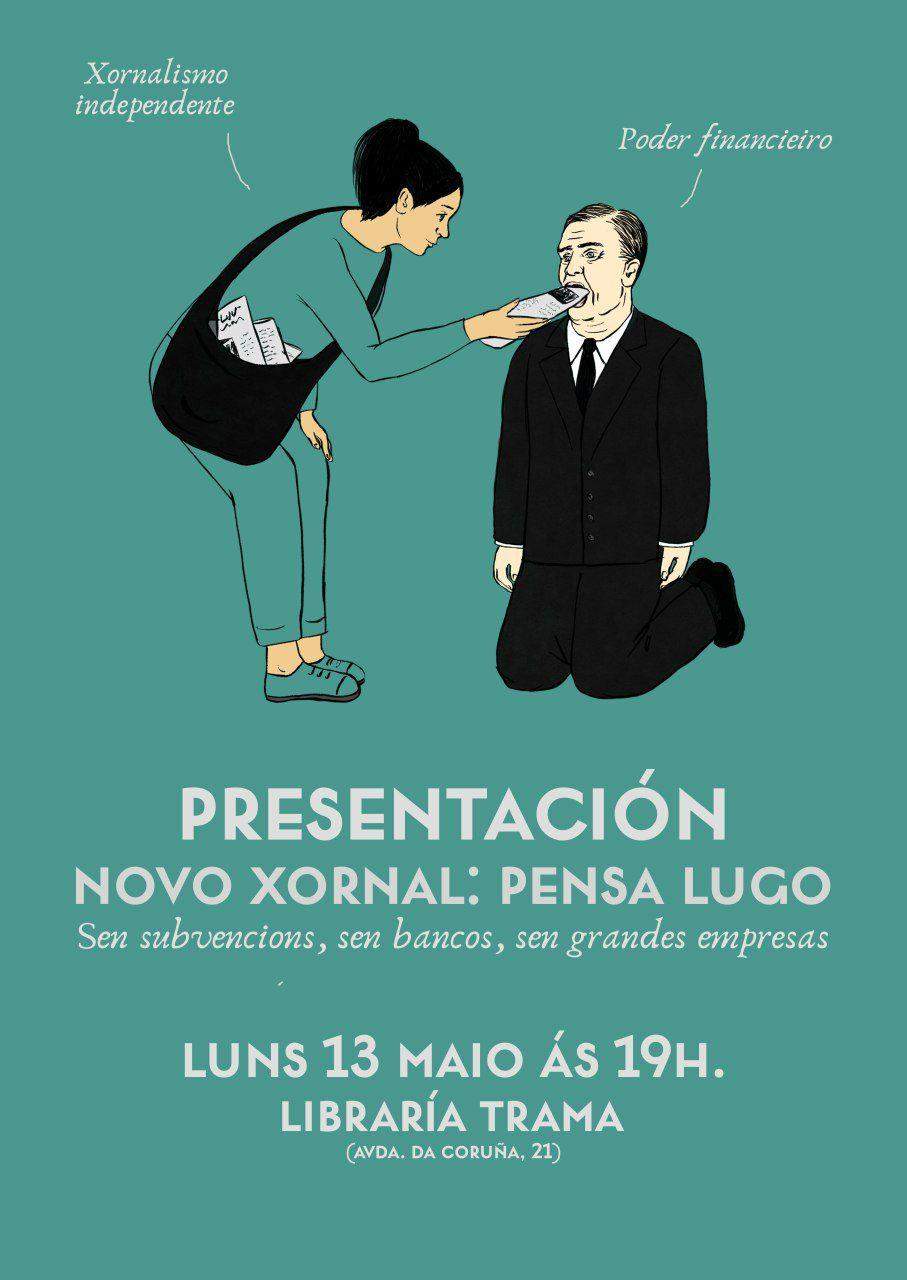 Xornalismo
independente
Poder financieiro
PRESENTACIÓN
NOVO XORNAL: PENSA LUGO
Sen subvencions, sen bancos, sen grandes empresas
LUNS 13 MAIO ÁS 19H.
LIBRARÍA TRAMA
(AVDA. DA CORUÑA, 21)